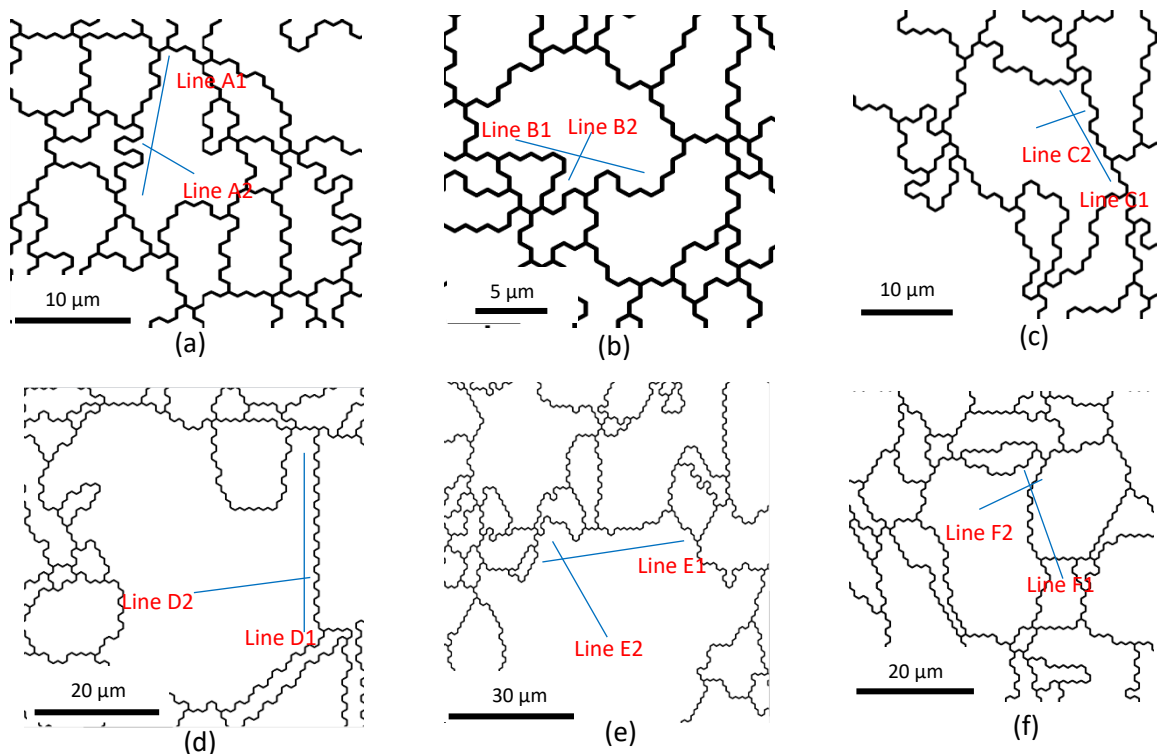 Line A1
Line A2
10 µm
(a)
Line B1
Line B2
5 µm
(b)
Line C2
Line C1
10 µm
(c)
Line D2
Line D1
20 µm
(d)
Line E1
Line E2
30 µm
(e)
Line F2
Line F1
20 µm
(f)